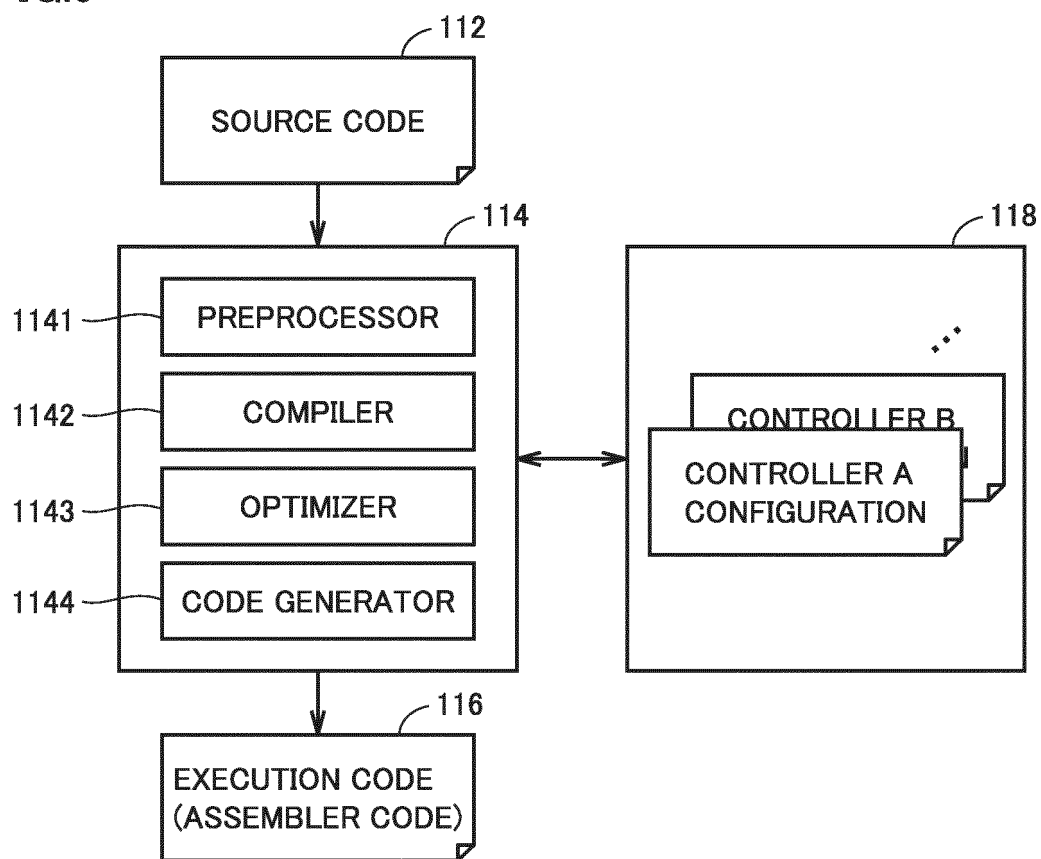 112
SOURCE CODE
114
118
1141
PREPROCESSOR
1142
COMPILER
CONTROLLER B
1143
OPTIMIZER
CONTROLLER A
CONFIGURATION
1144
CODE GENERATOR
116
EXECUTION CODE
(ASSEMBLER CODE)